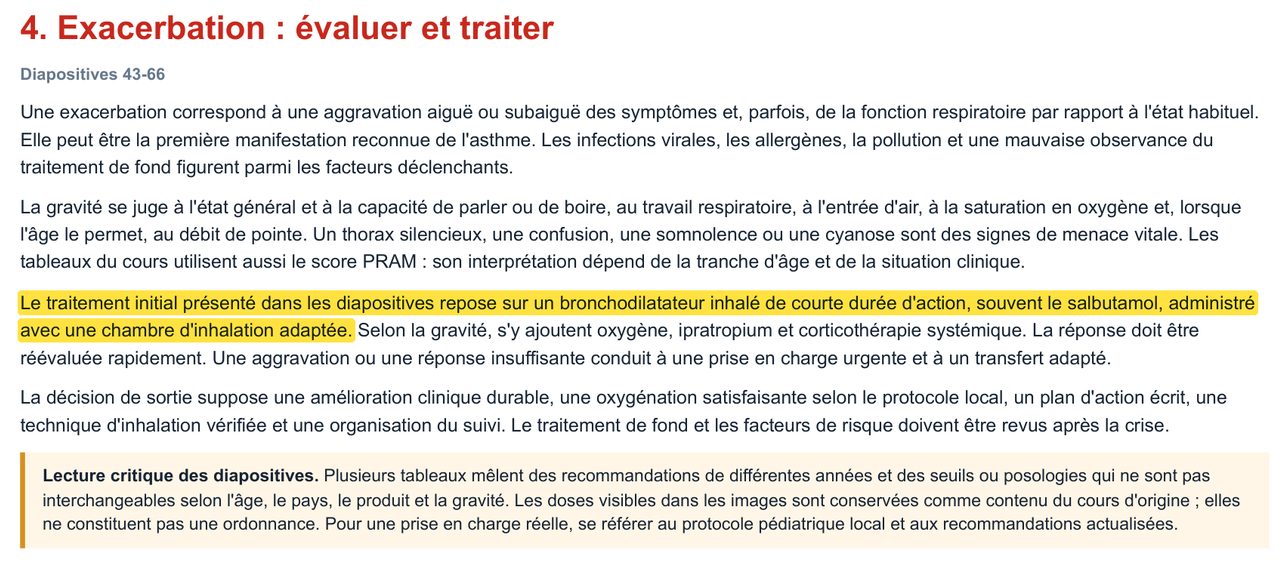 4. Exacerbation : évaluer et traiter
Diapositives 43-66
Une exacerbation correspond à une aggravation aiguë ou subaiguë des symptômes et, parfois, de la fonction respiratoire par rapport à l'état habituel.
Elle peut être la première manifestation reconnue de l'asthme. Les infections virales, les allergènes, la pollution et une mauvaise observance du
traitement de fond figurent parmi les facteurs déclenchants.
La gravité se juge à l'état général et à la capacité de parler ou de boire, au travail respiratoire, à l'entrée d'air, à la saturation en oxygène et, lorsque
l'âge le permet, au débit de pointe. Un thorax silencieux, une confusion, une somnolence ou une cyanose sont des signes de menace vitale. Les
tableaux du cours utilisent aussi le score PRAM : son interprétation dépend de la tranche d'âge et de la situation clinique.
Le traitement initial présenté dans les diapositives repose sur un bronchodilatateur inhalé de courte durée d'action, souvent le salbutamol, administré
avec une chambre d'inhalation adaptée. Selon la gravité, s'y ajoutent oxygène, ipratropium et corticothérapie systémique. La réponse doit être
réévaluée rapidement. Une aggravation ou une réponse insuffisante conduit à une prise en charge urgente et à un transfert adapté.
La décision de sortie suppose une amélioration clinique durable, une oxygénation satisfaisante selon le protocole local, un plan d'action écrit, une
technique d'inhalation vérifiée et une organisation du suivi. Le traitement de fond et les facteurs de risque doivent être revus après la crise.
Lecture critique des diapositives. Plusieurs tableaux mêlent des recommandations de différentes années et des seuils ou posologies qui ne sont pas
interchangeables selon l'âge, le pays, le produit et la gravité. Les doses visibles dans les images sont conservées comme contenu du cours d'origine ; elles
ne constituent pas une ordonnance. Pour une prise en charge réelle, se référer au protocole pédiatrique local et aux recommandations actualisées.